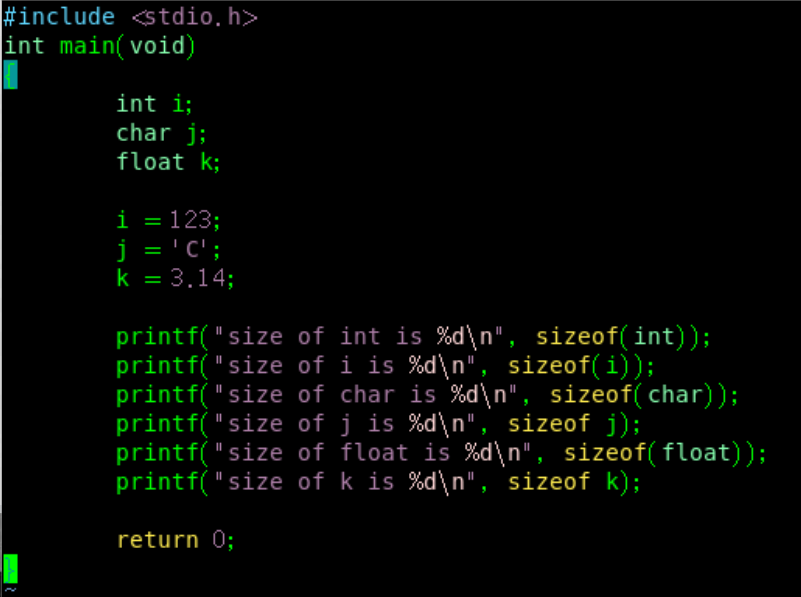 #include <stdio.h>
int main(void)
{
        int i;
        char j;
        float k;

        i = 123;
        j = 'C';
        k = 3.14;

        printf("size of int is %d\n", sizeof(int));
        printf("size of i is %d\n", sizeof(i));
        printf("size of char is %d\n", sizeof(char));
        printf("size of j is %d\n", sizeof j);
        printf("size of float is %d\n", sizeof(float));
        printf("size of k is %d\n", sizeof k);

        return 0;
}
~